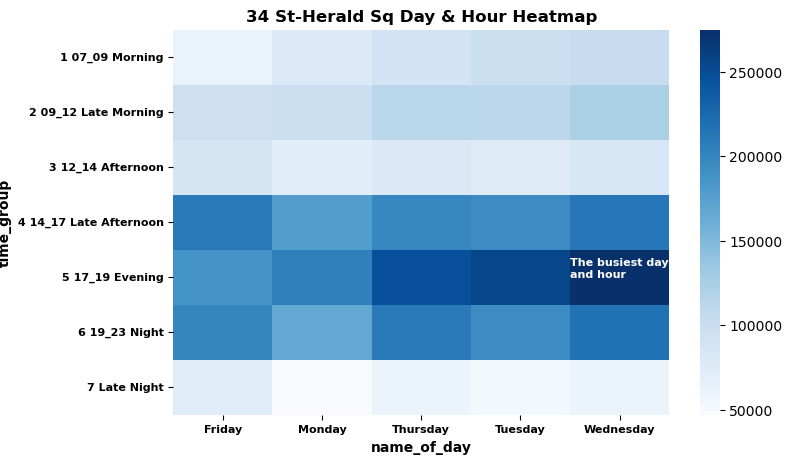 34 St-Herald Sq Day & Hour Heatmap
time_group
1 07_09 Morning
2 09_12 Late Morning
3 12_14 Afternoon
4 14_17 Late Afternoon
5 17_19 Evening
6 19_23 Night
7 Late Night
The busiest day
and hour
250000
200000
150000
100000
50000
Friday
Monday
Thursday
Tuesday
Wednesday
name_of_day